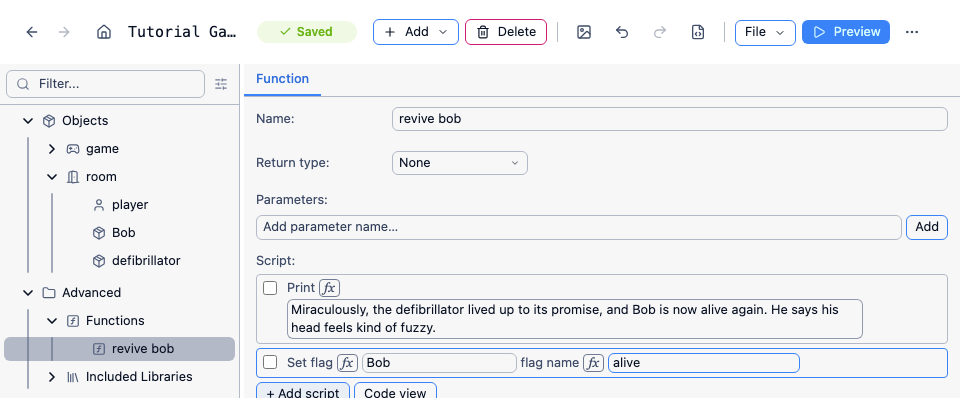 Tutorial Ga…
Saved
Add
Delete
File
Preview
Filter...
Objects
game
room
player
Bob
defibrillator
Advanced
Functions
revive bob
Included Libraries
Function
Name:
revive bob
Return type:
None
Parameters:
Add parameter name...
Add
Script:
Print fx
Miraculously, the defibrillator lived up to its promise, and Bob is now alive again. He says his
head feels kind of fuzzy.
Set flag fx Bob flag name fx alive
+ Add script
Code view